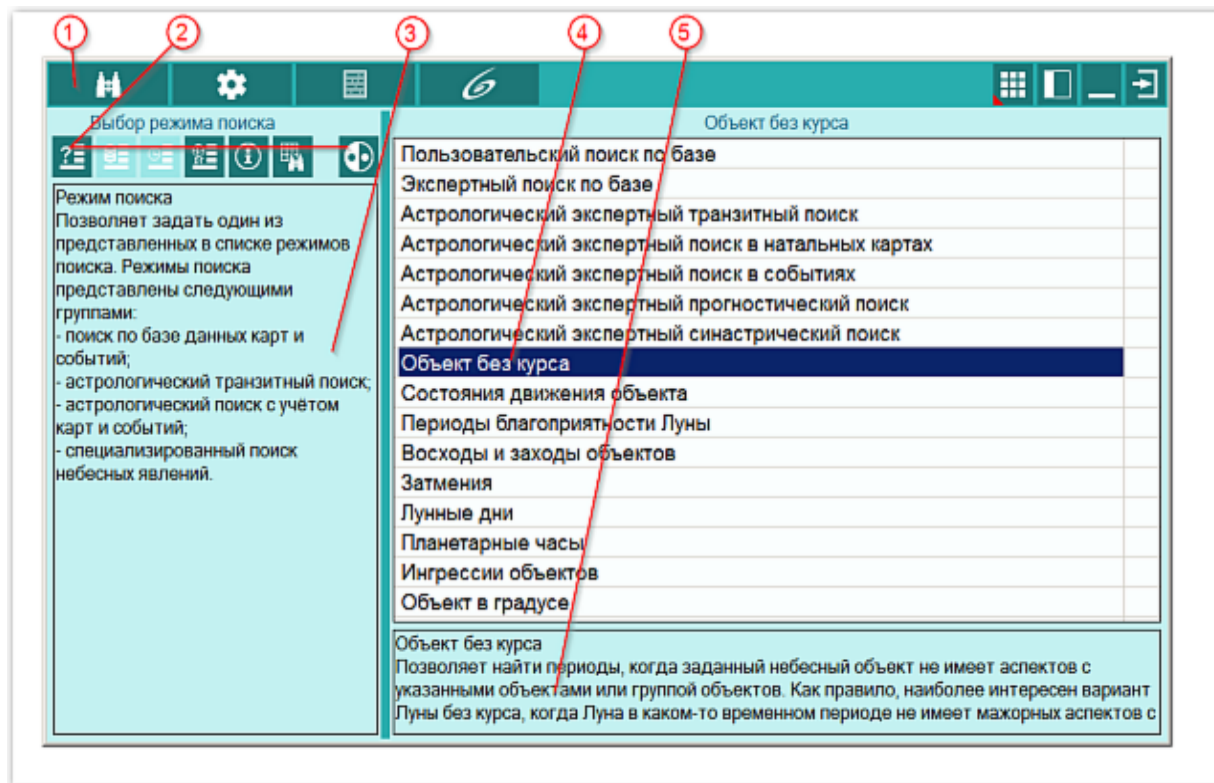 1 2 3 4 5
Выбор режима поиска
Режим поиска
Позволяет задать один из
представленных в списке режимов
поиска. Режимы поиска
представлены следующими
группами:
- поиск по базе данных карт и
событий;
- астрологический транзитный поиск;
- астрологический поиск с учётом
карт и событий;
- специализированный поиск
небесных явлений.
Объект без курса
Пользовательский поиск по базе
Экспертный поиск по базе
Астрологический экспертный транзитный поиск
Астрологический экспертный поиск в натальных картах
Астрологический экспертный поиск в событиях
Астрологический экспертный прогностический поиск
Астрологический экспертный синастрический поиск
Объект без курса
Состояния движения объекта
Периоды благоприятности Луны
Восходы и заходы объектов
Затмения
Лунные дни
Планетарные часы
Ингрессии объектов
Объект в градусе
Объект без курса
Позволяет найти периоды, когда заданный небесный объект не имеет аспектов с
указанными объектами или группой объектов. Как правило, наиболее интересен вариант
Луны без курса, когда Луна в каком-то временном периоде не имеет мажорных аспектов с